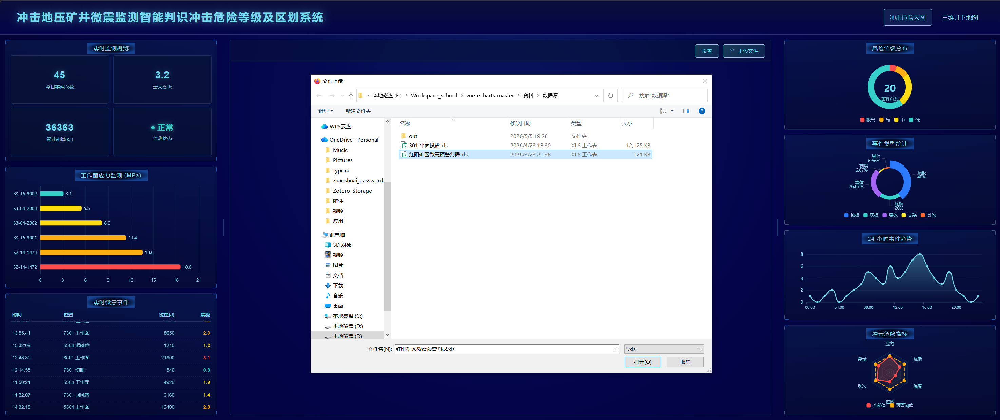 冲击地压矿井微震监测智能判识冲击危险等级及区划系统
冲击危险云图
三维井下地图
实时监测概览
45
今日事件次数
3.2
最大震级
36363
累计能量(kJ)
正常
监测状态
工作面应力监测 (MPa)
S3-16-9002 3.1
S3-04-2003 5.5
S3-04-2002 8.2
S3-16-9001 11.4
S2-14-1473 13.6
S2-14-1472 18.6
0 3 6 9 12 15 18 21
实时微震事件
时间 位置 能量(J) 震级
13:55:41 7301 工作面 8650 2.3
13:32:09 5304 运输巷 1240 1.2
12:48:30 6501 工作面 21800 3.1
12:14:55 7301 切眼 540 0.8
11:50:21 5304 工作面 4920 1.9
11:22:07 7301 回风巷 2160 1.4
14:32:18 5304 工作面 12400 2.8
设置
上传文件
文件上传
« 本地磁盘 (E:) › Workspace_school › vue-echarts-master › 资料 › 数据源
搜索"数据源"
组织
新建文件夹
WPS云盘
OneDrive - Personal
Music
Pictures
typora
zhaoshuai_password
Zotero_Storage
附件
视频
应用
此电脑
3D 对象
视频
图片
文档
下载
音乐
桌面
本地磁盘 (C:)
本地磁盘 (D:)
本地磁盘 (E:)
名称 修改日期 类型 大小
out 2026/5/5 19:28 文件夹
301 平面投影.xls 2026/4/23 18:30 XLS 工作表 12,125 KB
红阳矿区微震预警判据.xls 2026/3/23 21:38 XLS 工作表 121 KB
文件名(N): 红阳矿区微震预警判据.xls
*.xls
打开(O)
取消
风险等级分布
20
事件总数
极高 高 中 低
事件类型统计
其他
6.66%
支架
6.67%
煤体
26.67%
顶板
40%
底板
20%
顶板 底板 煤体 支架 其他
24 小时事件趋势
8
6
4
2
0
00:00 04:00 08:00 12:00 16:00 20:00
冲击危险指标
应力
能量
瓦斯
频次
温度
位移
当前值 预警阈值